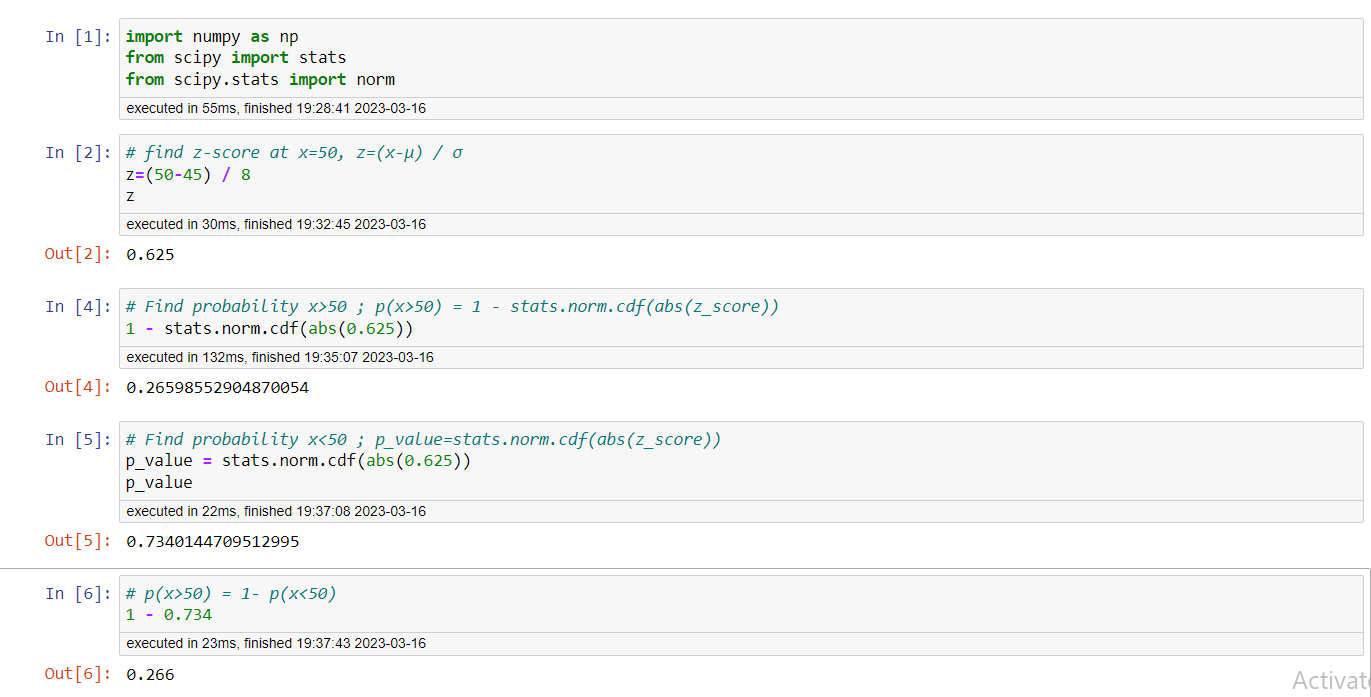 In [1]: import numpy as np
from scipy import stats
from scipy.stats import norm
executed in 55ms, finished 19:28:41 2023-03-16
In [2]: # find z-score at x=50, z=(x-μ) / σ
z=(50-45) / 8
z
executed in 30ms, finished 19:32:45 2023-03-16
Out[2]: 0.625
In [4]: # Find probability x>50 ; p(x>50) = 1 - stats.norm.cdf(abs(z_score))
1 - stats.norm.cdf(abs(0.625))
executed in 132ms, finished 19:35:07 2023-03-16
Out[4]: 0.26598552904870054
In [5]: # Find probability x<50 ; p_value=stats.norm.cdf(abs(z_score))
p_value = stats.norm.cdf(abs(0.625))
p_value
executed in 22ms, finished 19:37:08 2023-03-16
Out[5]: 0.7340144709512995
In [6]: # p(x>50) = 1- p(x<50)
1 - 0.734
executed in 23ms, finished 19:37:43 2023-03-16
Out[6]: 0.266
Activat